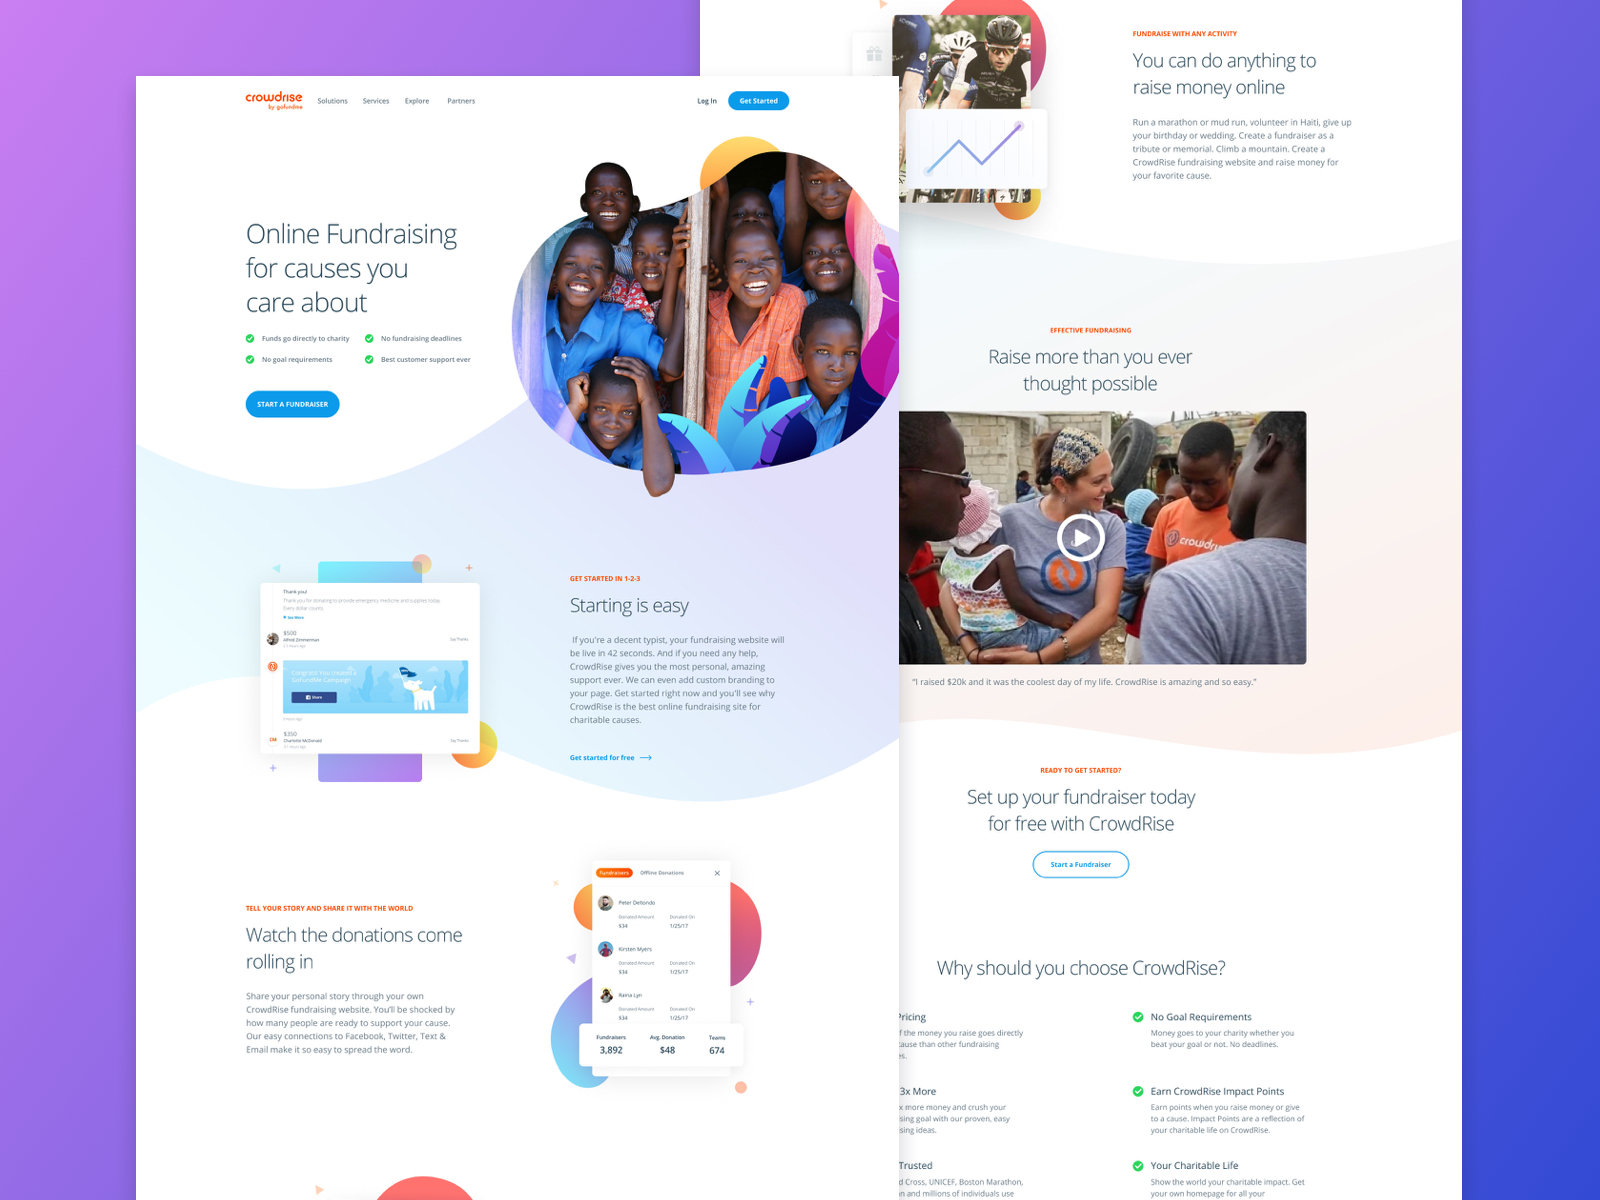 crowdrise
by gofundme
Solutions
Services
Explore
Partners
Log In
Get Started
Online Fundraising
for causes you
care about
Funds go directly to charity
No fundraising deadlines
No goal requirements
Best customer support ever
START A FUNDRAISER
Thank you!
Thank you for donating to provide emergency medicine and supplies today.
Every dollar counts
See More
$500
Alfred Zimmerman
Say Thanks
Congrats! You created a
GoFundMe Campaign
Share
$350
Charlotte McDonald
Say Thanks
CM
GET STARTED IN 1-2-3
Starting is easy
If you're a decent typist, your fundraising website will
be live in 42 seconds. And if you need any help,
CrowdRise gives you the most personal, amazing
support ever. We can even add custom branding to
your page. Get started right now and you'll see why
CrowdRise is the best online fundraising site for
charitable causes.
Get started for free
TELL YOUR STORY AND SHARE IT WITH THE WORLD
Watch the donations come
rolling in
Share your personal story through your own
CrowdRise fundraising website. You'll be shocked by
how many people are ready to support your cause.
Our easy connections to Facebook, Twitter, Text &
Email make it so easy to spread the word.
Fundraisers
Offline Donations
Peter Dellondo
Donated Amount
Donated On
$34
1/25/17
Kirsten Myers
Donated Amount
Donated On
$34
1/25/17
Raina Lyn
Donated Amount
Donated On
$34
1/25/17
Fundraisers
Avg. Donation
Teams
3,892
$48
674
FUNDRAISE WITH ANY ACTIVITY
You can do anything to
raise money online
Run a marathon or mud run, volunteer in Haiti, give up
your birthday or wedding. Create a fundraiser as a
tribute or memorial. Climb a mountain. Create a
CrowdRise fundraising website and raise money for
your favorite cause.
EFFECTIVE FUNDRAISING
Raise more than you ever
thought possible
crowdri
"I raised $20k and it was the coolest day of my life. CrowdRise is amazing and so easy."
READY TO GET STARTED?
Set up your fundraiser today
for free with CrowdRise
Start a Fundraiser
Why should you choose CrowdRise?
Pricing
f the money you raise goes directly
ause than other fundraising
es.
No Goal Requirements
Money goes to your charity whether you
beat your goal or not. No deadlines.
3x More
x more money and crush your
ising goal with our proven, easy
ising ideas.
Earn CrowdRise Impact Points
Earn points when you raise money or give
to a cause. Impact Points are a reflection of
your charitable life on CrowdRise.
Trusted
d Cross, UNICEF, Boston Marathon,
n and millions of individuals use
Your Charitable Life
Show the world your charitable impact. Get
your own homepage for all your